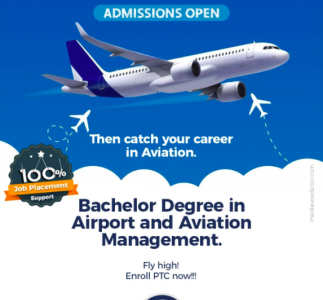 ADMISSIONS OPEN
Then catch your career
in Aviation.
100%
Job Placement
Support
Bachelor Degree in
Airport and Aviation
Management.
Fly high!
Enroll PTC now!!!